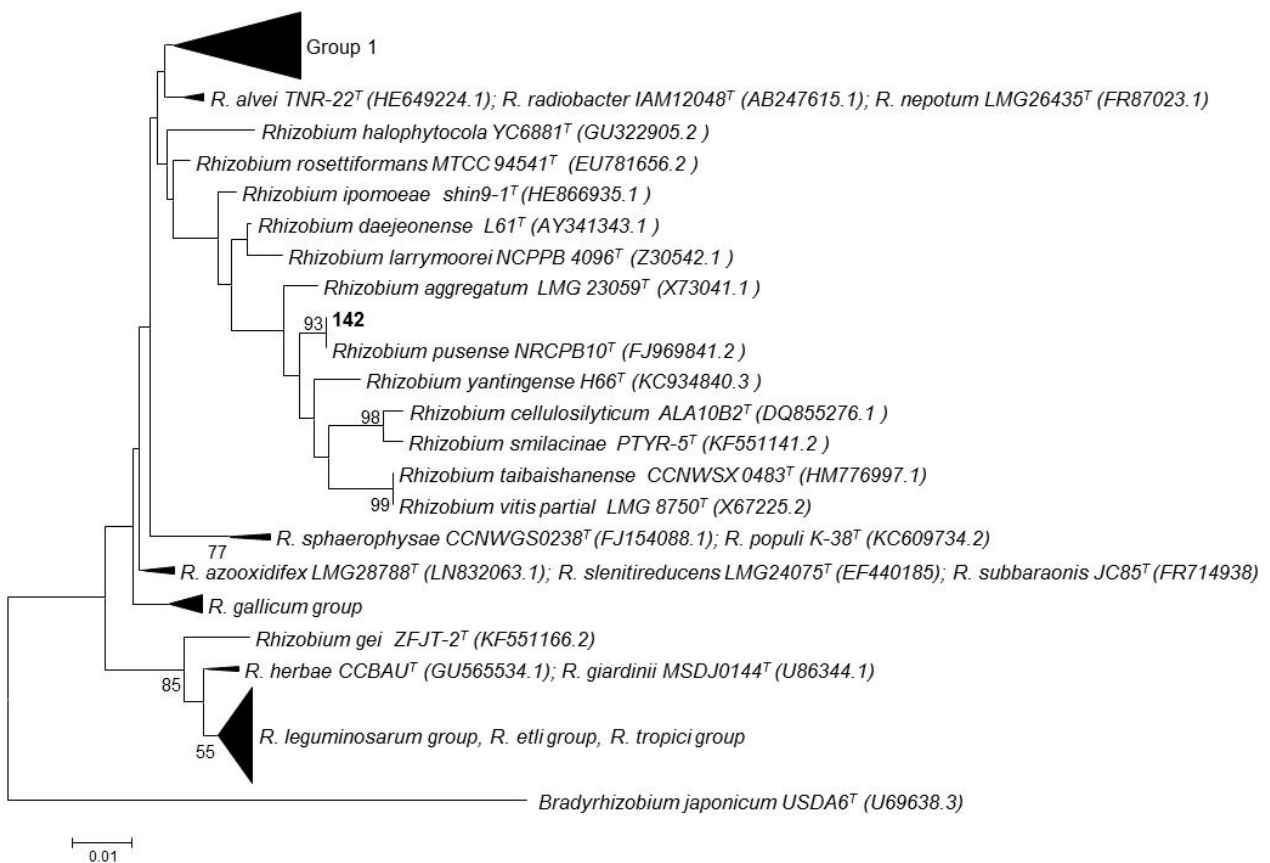 Group 1
R. alvei TNR-22ᵀ (HE649224.1); R. radiobacter IAM12048ᵀ (AB247615.1); R. nepotum LMG26435ᵀ (FR87023.1)
Rhizobium halophytocola YC6881ᵀ (GU322905.2 )
Rhizobium rosettiformans MTCC 94541ᵀ (EU781656.2 )
Rhizobium ipomoeae shin9-1ᵀ (HE866935.1 )
Rhizobium daejeonense L61ᵀ (AY341343.1 )
Rhizobium larrymoorei NCPPB 4096ᵀ (Z30542.1 )
Rhizobium aggregatum LMG 23059ᵀ (X73041.1 )
93 142
Rhizobium pusense NRCPB10ᵀ (FJ969841.2 )
Rhizobium yantingense H66ᵀ (KC934840.3 )
98 Rhizobium cellulosilyticum ALA10B2ᵀ (DQ855276.1 )
Rhizobium smilacinae PTYR-5ᵀ (KF551141.2 )
Rhizobium taibaishanense CCNWSX 0483ᵀ (HM776997.1)
99 Rhizobium vitis partial LMG 8750ᵀ (X67225.2)
77 R. sphaerophysae CCNWGS0238ᵀ (FJ154088.1); R. populi K-38ᵀ (KC609734.2)
R. azooxidifex LMG28788ᵀ (LN832063.1); R. slenitireducens LMG24075ᵀ (EF440185); R. subbaraonis JC85ᵀ (FR714938)
R. gallicum group
Rhizobium gei ZFJT-2ᵀ (KF551166.2)
85 R. herbae CCBAUᵀ (GU565534.1); R. giardinii MSDJ0144ᵀ (U86344.1)
55 R. leguminosarum group, R. etli group, R. tropici group
Bradyrhizobium japonicum USDA6ᵀ (U69638.3)
0.01